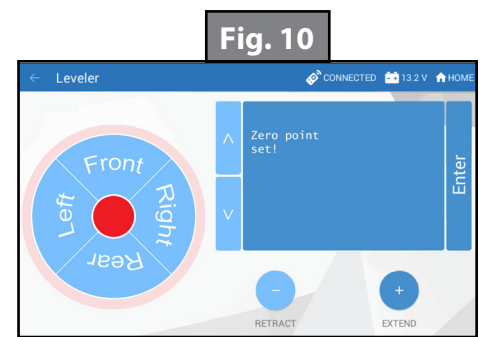 Fig. 10
← Leveler CONNECTED 13.2 V HOME
Front
Left
Right
Rear
Zero point
set!
Enter
RETRACT
EXTEND